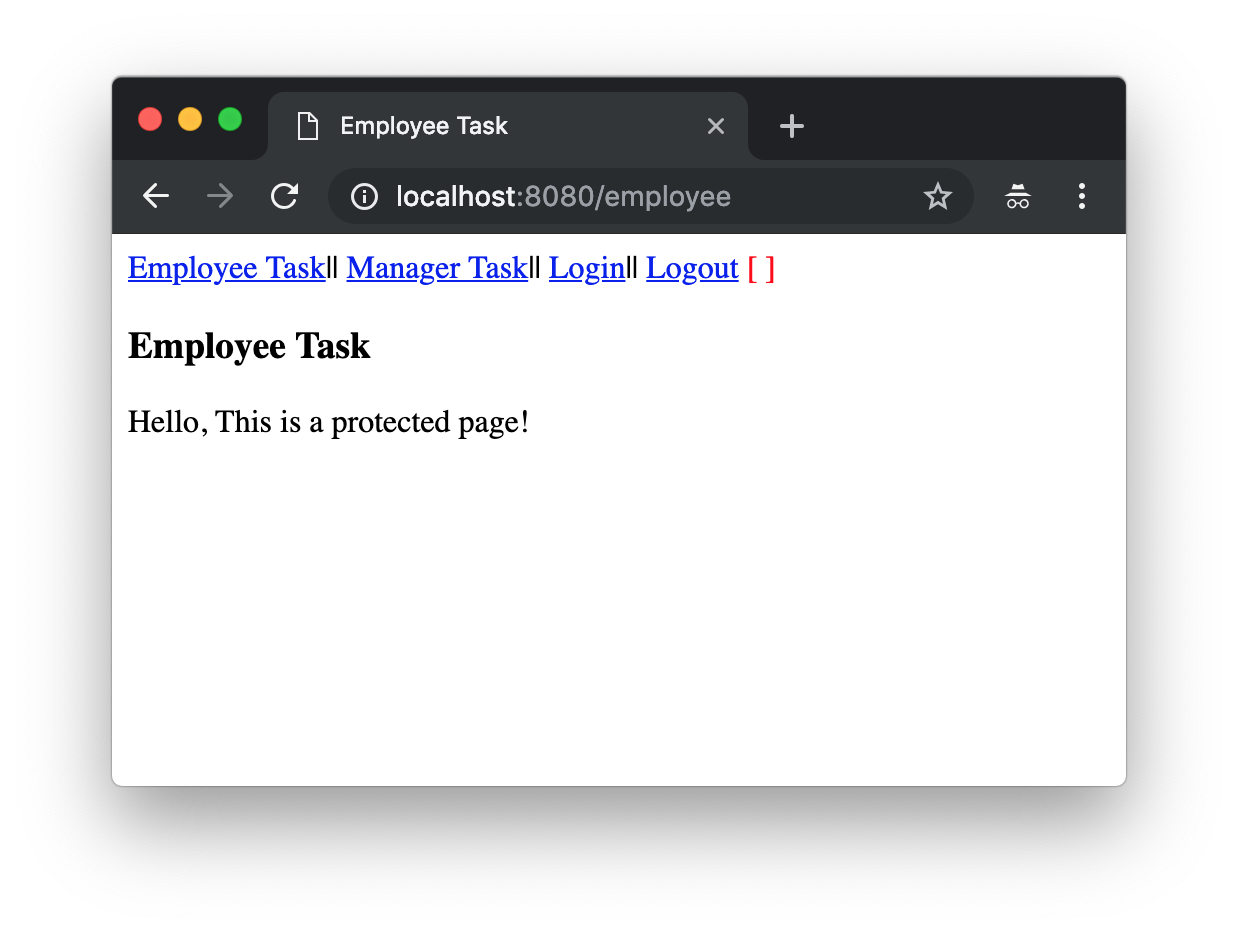 Employee Task
localhost:8080/employee
Employee Task|| Manager Task|| Login|| Logout [ ]
Employee Task
Hello, This is a protected page!